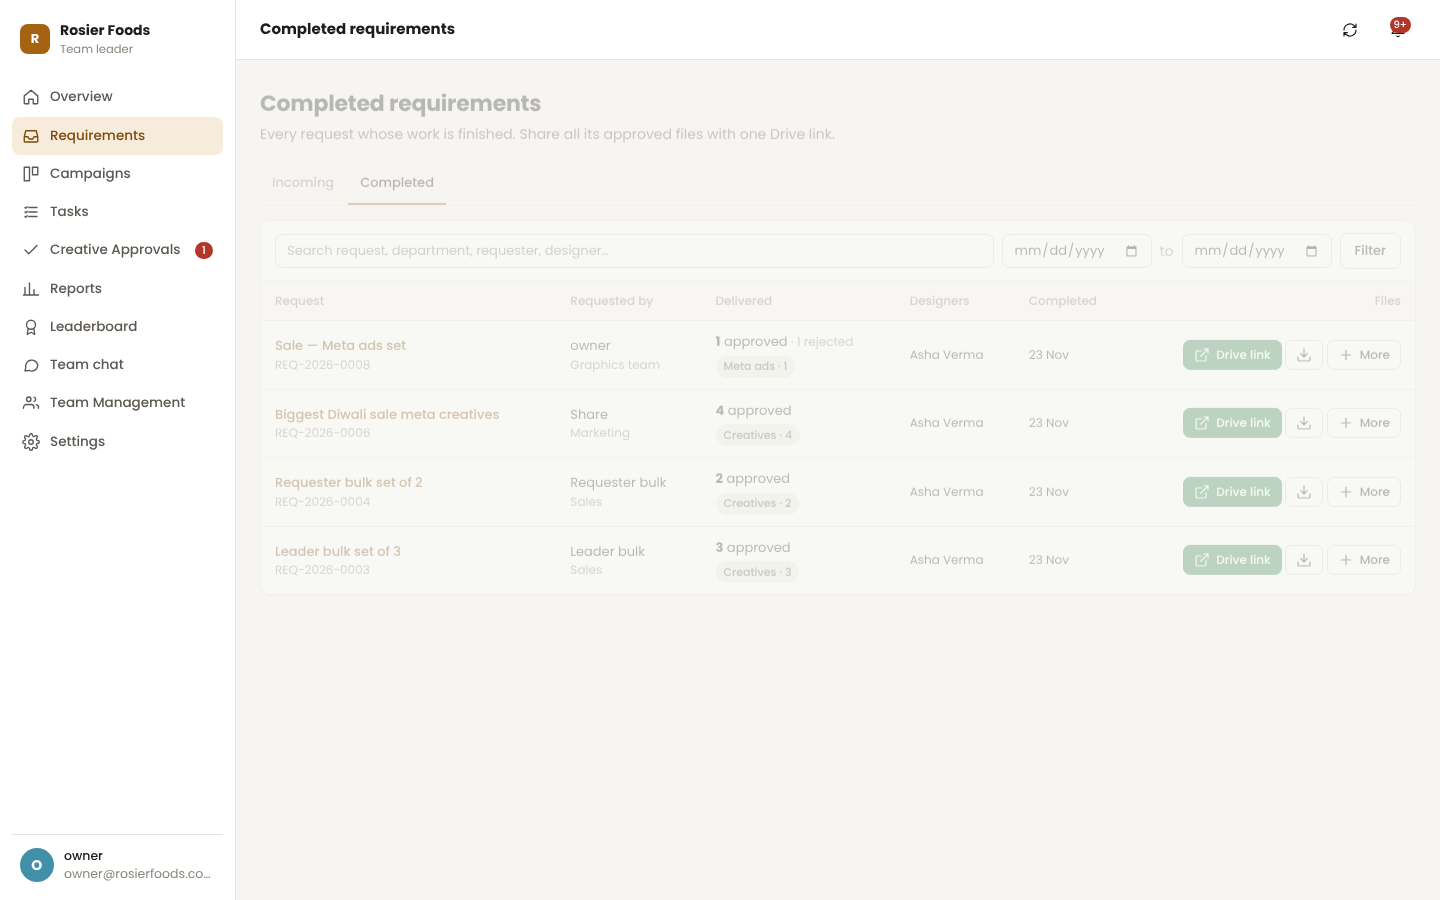 R
Rosier Foods
Team leader
Overview
Requirements
Campaigns
Tasks
Creative Approvals 1
Reports
Leaderboard
Team chat
Team Management
Settings
O
owner
owner@rosierfoods.co...
Completed requirements
9+
Completed requirements
Every request whose work is finished. Share all its approved files with one Drive link.
Incoming Completed
Search request, department, requester, designer... mm/dd/yyyy to mm/dd/yyyy Filter
Request Requested by Delivered Designers Completed Files
Sale — Meta ads set
REQ-2026-0008
owner
Graphics team
1 approved · 1 rejected
Meta ads · 1
Asha Verma
23 Nov
Drive link
More
Biggest Diwali sale meta creatives
REQ-2026-0006
Share
Marketing
4 approved
Creatives · 4
Asha Verma
23 Nov
Drive link
More
Requester bulk set of 2
REQ-2026-0004
Requester bulk
Sales
2 approved
Creatives · 2
Asha Verma
23 Nov
Drive link
More
Leader bulk set of 3
REQ-2026-0003
Leader bulk
Sales
3 approved
Creatives · 3
Asha Verma
23 Nov
Drive link
More